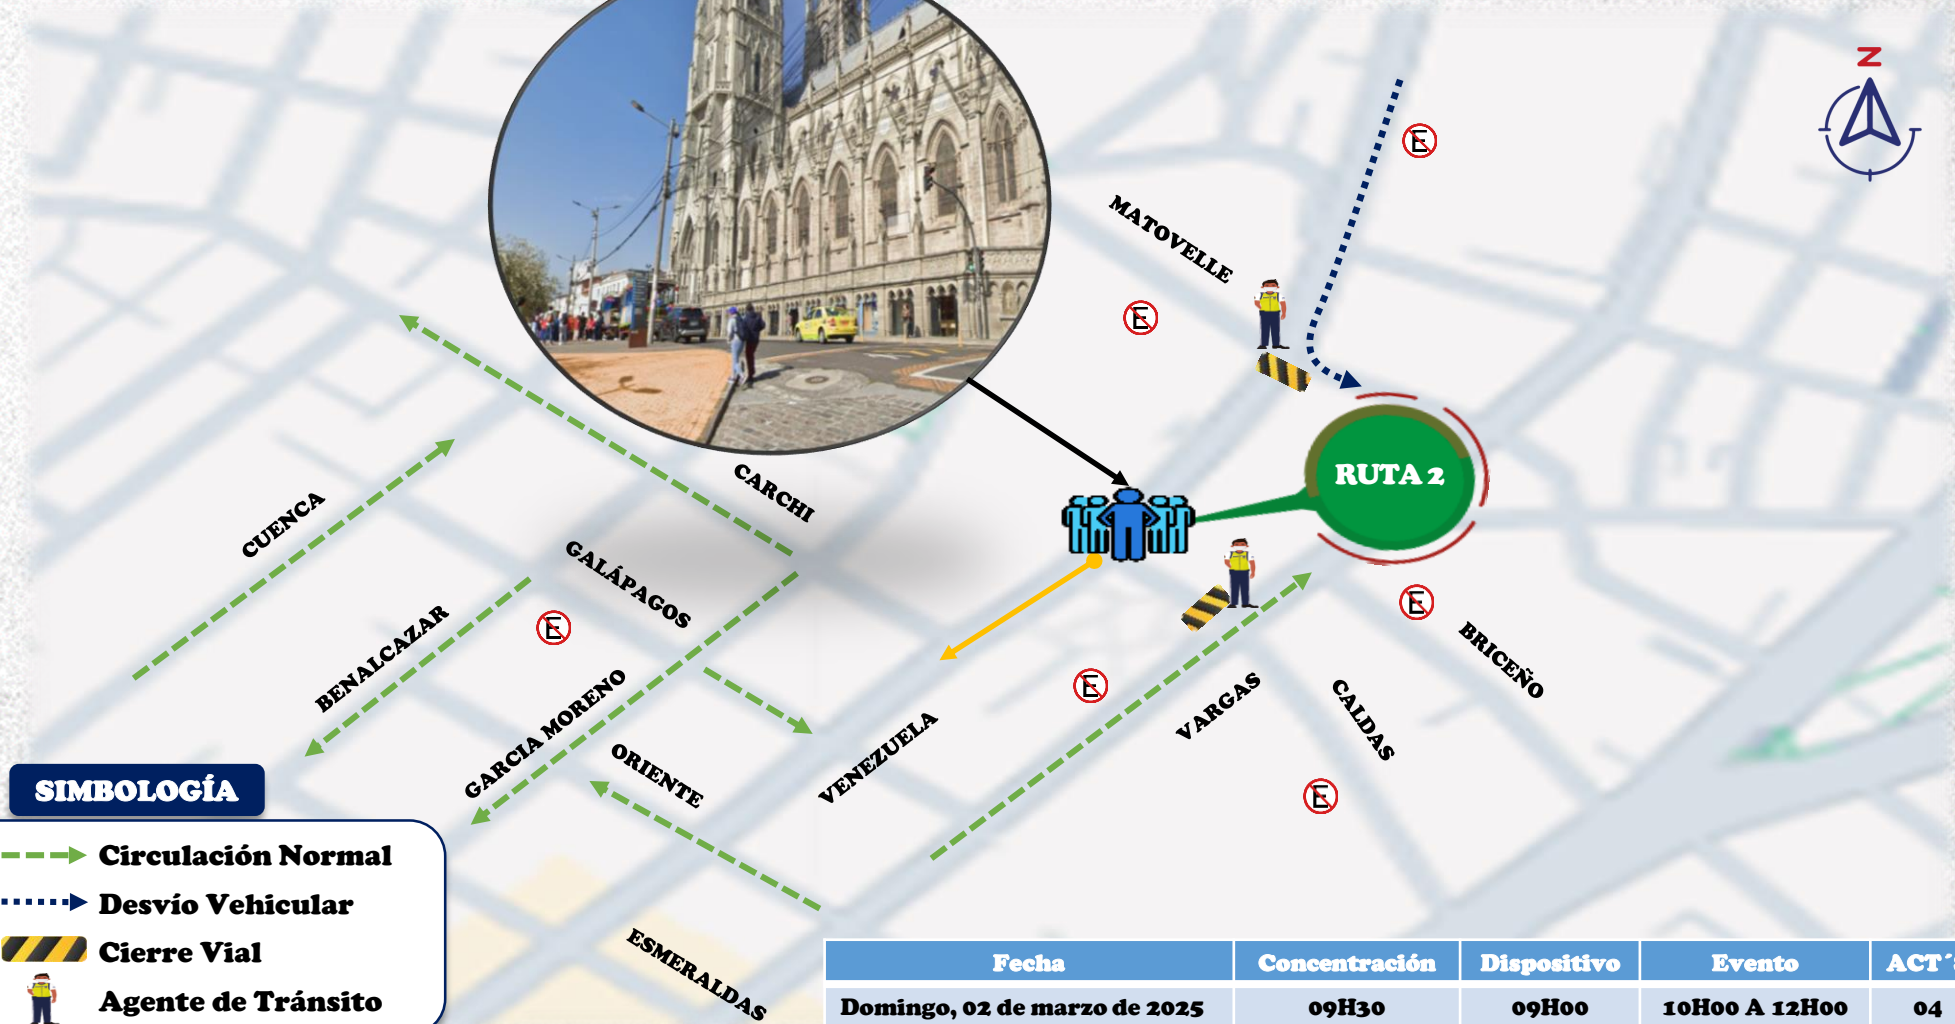 N
E
MATOVELLE
E
RUTA 2
CARCHI
CUENCA
GALÁPAGOS
E
E
BRICEÑO
BENALCAZAR
E
VARGAS
CALDAS
GARCIA MORENO
VENEZUELA
ORIENTE
E
ESMERALDAS
SIMBOLOGÍA
Circulación Normal
Desvío Vehicular
Cierre Vial
Agente de Tránsito
Fecha Concentración Dispositivo Evento ACT´
Domingo, 02 de marzo de 2025 09H30 09H00 10H00 A 12H00 04